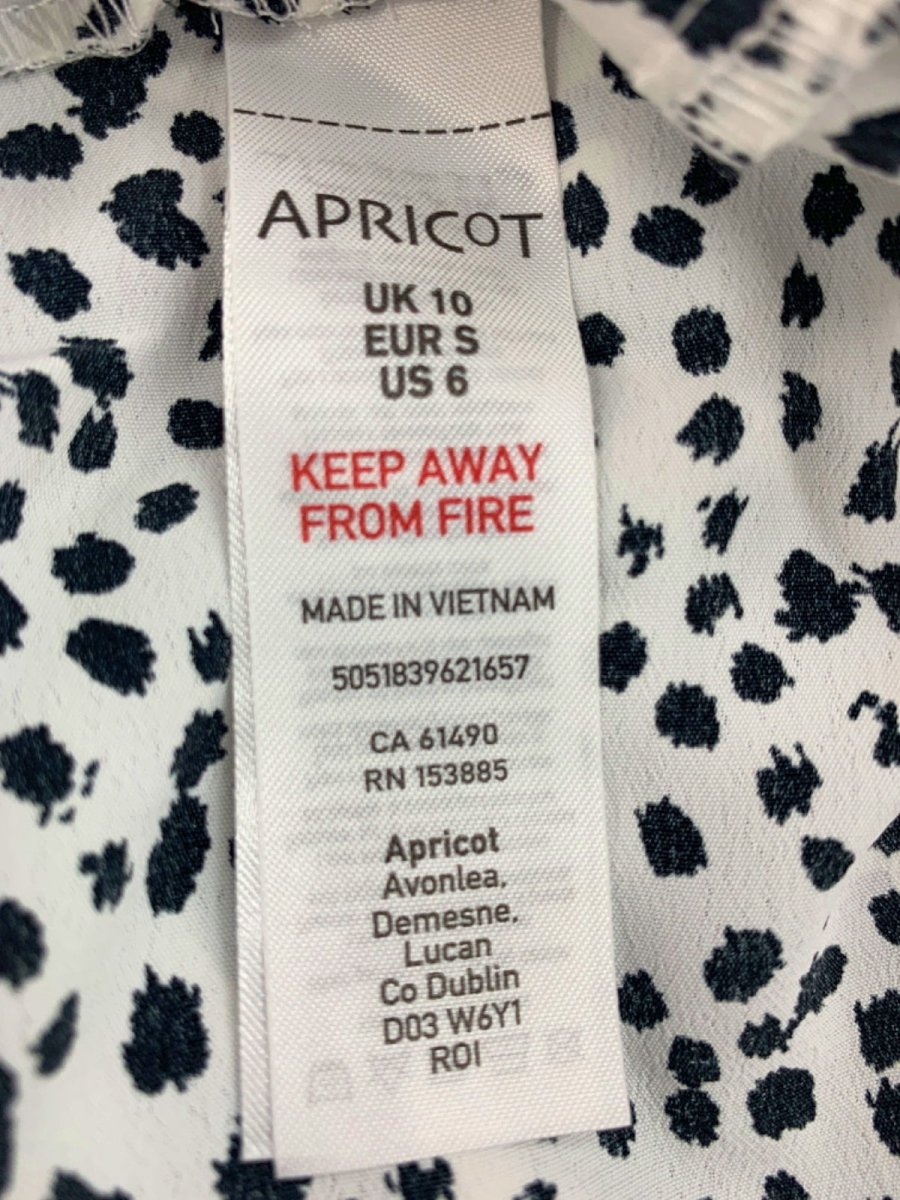 APRICOT
UK 10
EUR S
US 6
KEEP AWAY
FROM FIRE
MADE IN VIETNAM
5051839621657
CA 61490
RN 153885
Apricot
Avonlea,
Demesne,
Lucan
Co Dublin
D03 W6Y1
ROI